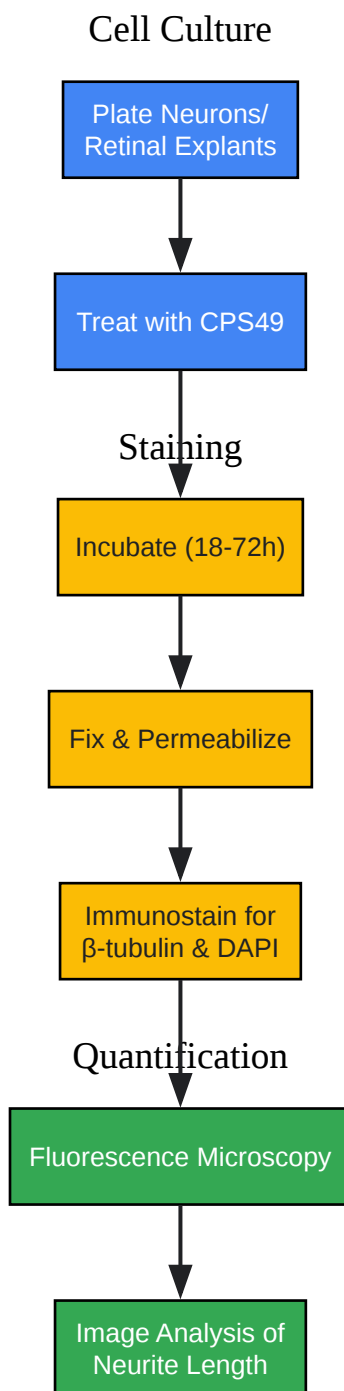 Cell Culture
Plate Neurons/
Retinal Explants
Treat with CPS49
Staining
Incubate (18-72h)
Fix & Permeabilize
Immunostain for
β-tubulin & DAPI
Quantification
Fluorescence Microscopy
Image Analysis of
Neurite Length